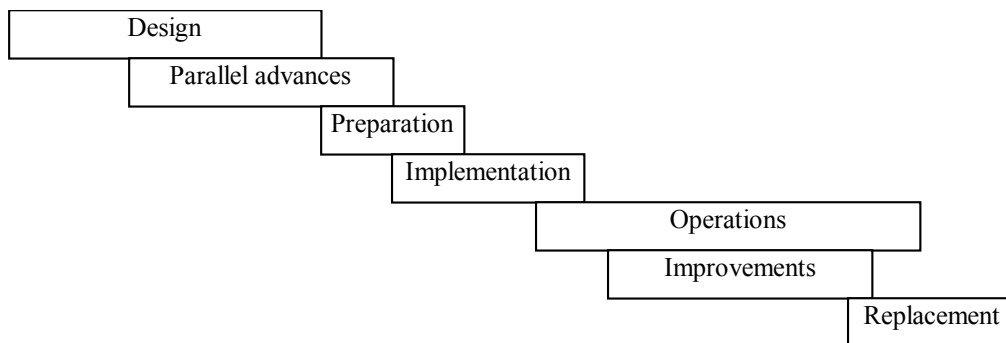 Design
Parallel advances
Preparation
Implementation
Operations
Improvements
Replacement